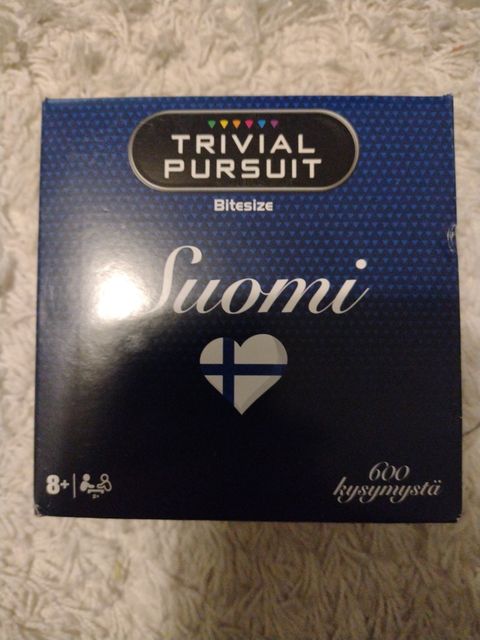 TRIVIAL
PURSUIT
Bitesize
Suomi
8+
600
kysymystä